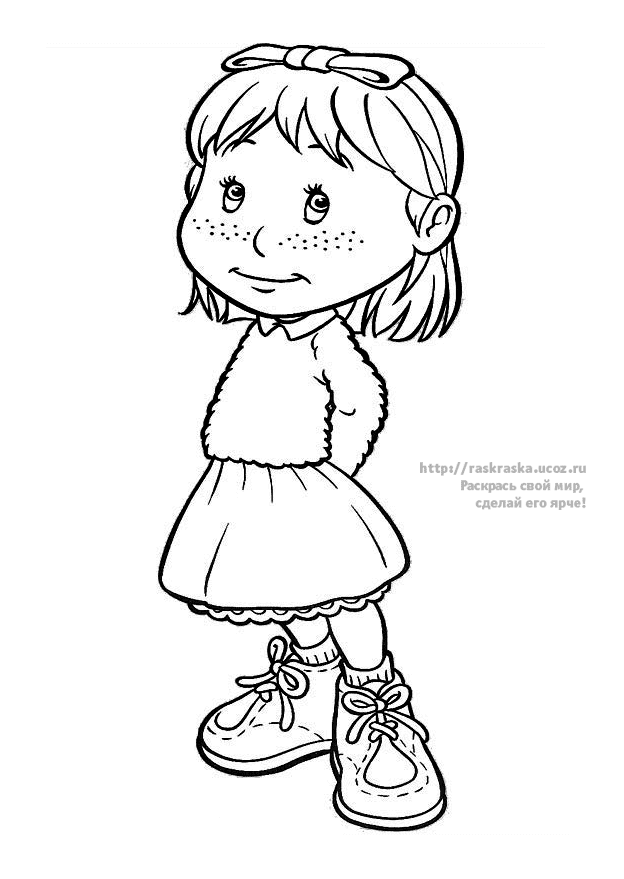 http://raskraska.ucoz.ru
Раскрась свой мир,
сделай его ярче!